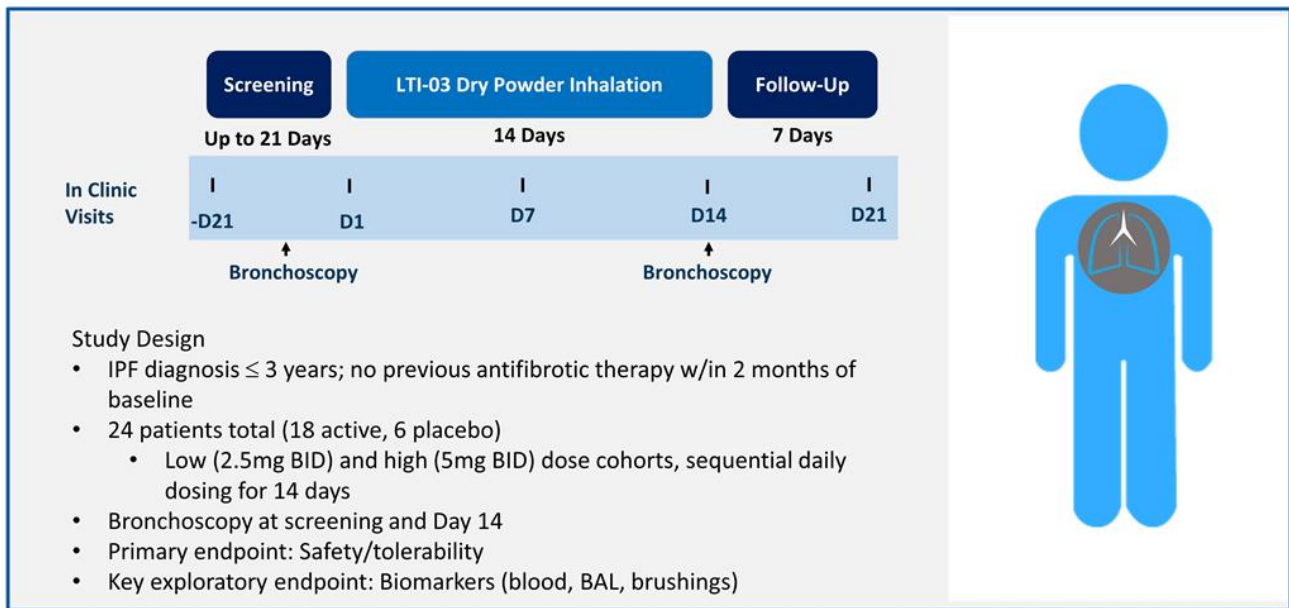 Screening
LTI-03 Dry Powder Inhalation
Follow-Up
Up to 21 Days
14 Days
7 Days
In Clinic
Visits
-D21
D1
D7
D14
D21
Bronchoscopy
Bronchoscopy
Study Design
• IPF diagnosis ≤ 3 years; no previous antifibrotic therapy w/in 2 months of
baseline
• 24 patients total (18 active, 6 placebo)
• Low (2.5mg BID) and high (5mg BID) dose cohorts, sequential daily
dosing for 14 days
• Bronchoscopy at screening and Day 14
• Primary endpoint: Safety/tolerability
• Key exploratory endpoint: Biomarkers (blood, BAL, brushings)